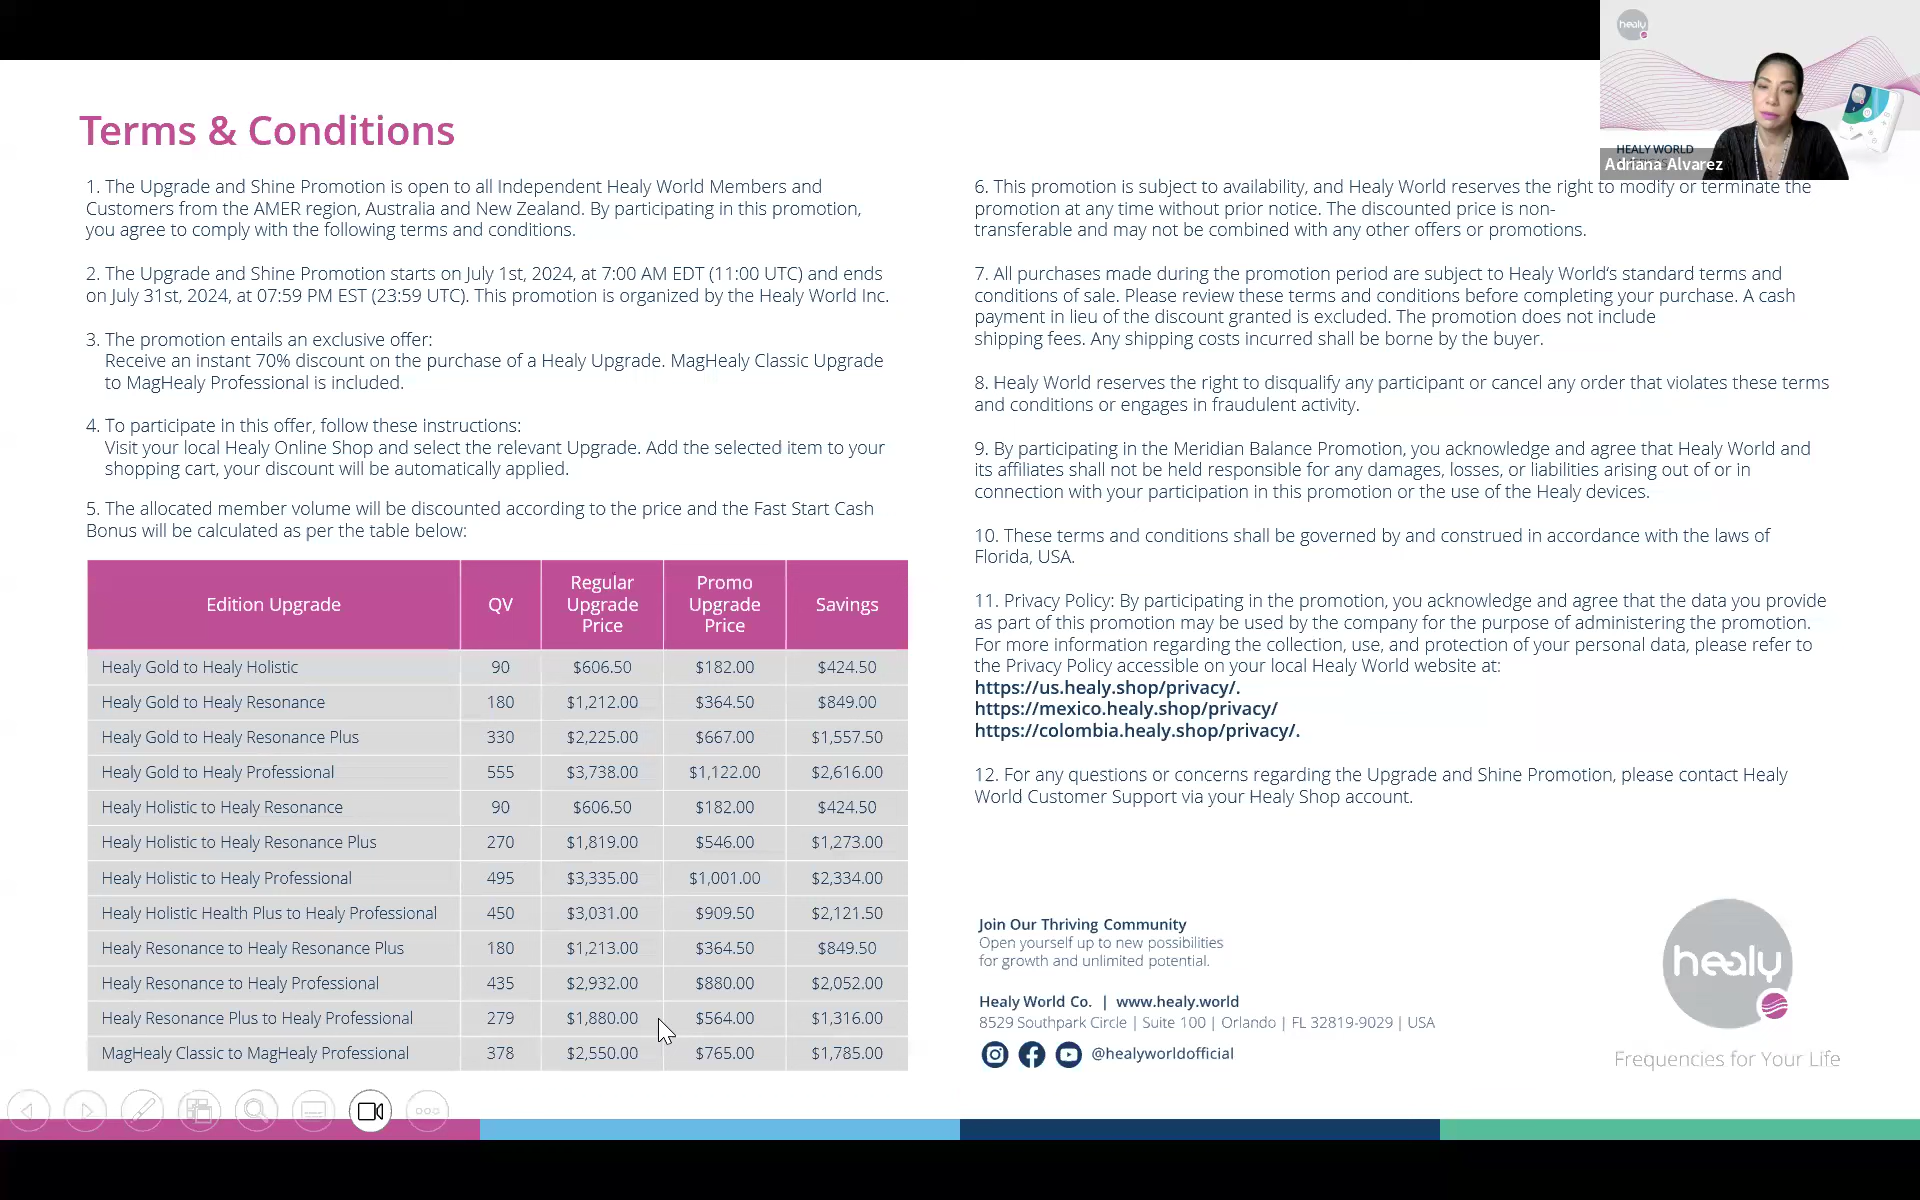 Terms & Conditions
1. The Upgrade and Shine Promotion is open to all Independent Healy World Members and
Customers from the AMER region, Australia and New Zealand. By participating in this promotion,
you agree to comply with the following terms and conditions.
2. The Upgrade and Shine Promotion starts on July 1st, 2024, at 7:00 AM EDT (11:00 UTC) and ends
on July 31st, 2024, at 07:59 PM EST (23:59 UTC). This promotion is organized by the Healy World Inc.
3. The promotion entails an exclusive offer:
Receive an instant 70% discount on the purchase of a Healy Upgrade. MagHealy Classic Upgrade
to MagHealy Professional is included.
4. To participate in this offer, follow these instructions:
Visit your local Healy Online Shop and select the relevant Upgrade. Add the selected item to your
shopping cart, your discount will be automatically applied.
5. The allocated member volume will be discounted according to the price and the Fast Start Cash
Bonus will be calculated as per the table below:
Edition Upgrade QV Regular Upgrade Price Promo Upgrade Price Savings
Healy Gold to Healy Holistic 90 $606.50 $182.00 $424.50
Healy Gold to Healy Resonance 180 $1,212.00 $364.50 $849.00
Healy Gold to Healy Resonance Plus 330 $2,225.00 $667.00 $1,557.50
Healy Gold to Healy Professional 555 $3,738.00 $1,122.00 $2,616.00
Healy Holistic to Healy Resonance 90 $606.50 $182.00 $424.50
Healy Holistic to Healy Resonance Plus 270 $1,819.00 $546.00 $1,273.00
Healy Holistic to Healy Professional 495 $3,335.00 $1,001.00 $2,334.00
Healy Holistic Health Plus to Healy Professional 450 $3,031.00 $909.50 $2,121.50
Healy Resonance to Healy Resonance Plus 180 $1,213.00 $364.50 $849.50
Healy Resonance to Healy Professional 435 $2,932.00 $880.00 $2,052.00
Healy Resonance Plus to Healy Professional 279 $1,880.00 $564.00 $1,316.00
MagHealy Classic to MagHealy Professional 378 $2,550.00 $765.00 $1,785.00
healy
HEALY WORLD
Adriana Alvarez
6. This promotion is subject to availability, and Healy World reserves the right to modify or terminate the
promotion at any time without prior notice. The discounted price is non-
transferable and may not be combined with any other offers or promotions.
7. All purchases made during the promotion period are subject to Healy World's standard terms and
conditions of sale. Please review these terms and conditions before completing your purchase. A cash
payment in lieu of the discount granted is excluded. The promotion does not include
shipping fees. Any shipping costs incurred shall be borne by the buyer.
8. Healy World reserves the right to disqualify any participant or cancel any order that violates these terms
and conditions or engages in fraudulent activity.
9. By participating in the Meridian Balance Promotion, you acknowledge and agree that Healy World and
its affiliates shall not be held responsible for any damages, losses, or liabilities arising out of or in
connection with your participation in this promotion or the use of the Healy devices.
10. These terms and conditions shall be governed by and construed in accordance with the laws of
Florida, USA.
11. Privacy Policy: By participating in the promotion, you acknowledge and agree that the data you provide
as part of this promotion may be used by the company for the purpose of administering the promotion.
For more information regarding the collection, use, and protection of your personal data, please refer to
the Privacy Policy accessible on your local Healy World website at:
https://us.healy.shop/privacy/.
https://mexico.healy.shop/privacy/
https://colombia.healy.shop/privacy/.
12. For any questions or concerns regarding the Upgrade and Shine Promotion, please contact Healy
World Customer Support via your Healy Shop account.
Join Our Thriving Community
Open yourself up to new possibilities
for growth and unlimited potential.
Healy World Co. | www.healy.world
8529 Southpark Circle | Suite 100 | Orlando | FL 32819-9029 | USA
@healyworldofficial
healy
Frequencies for Your Life